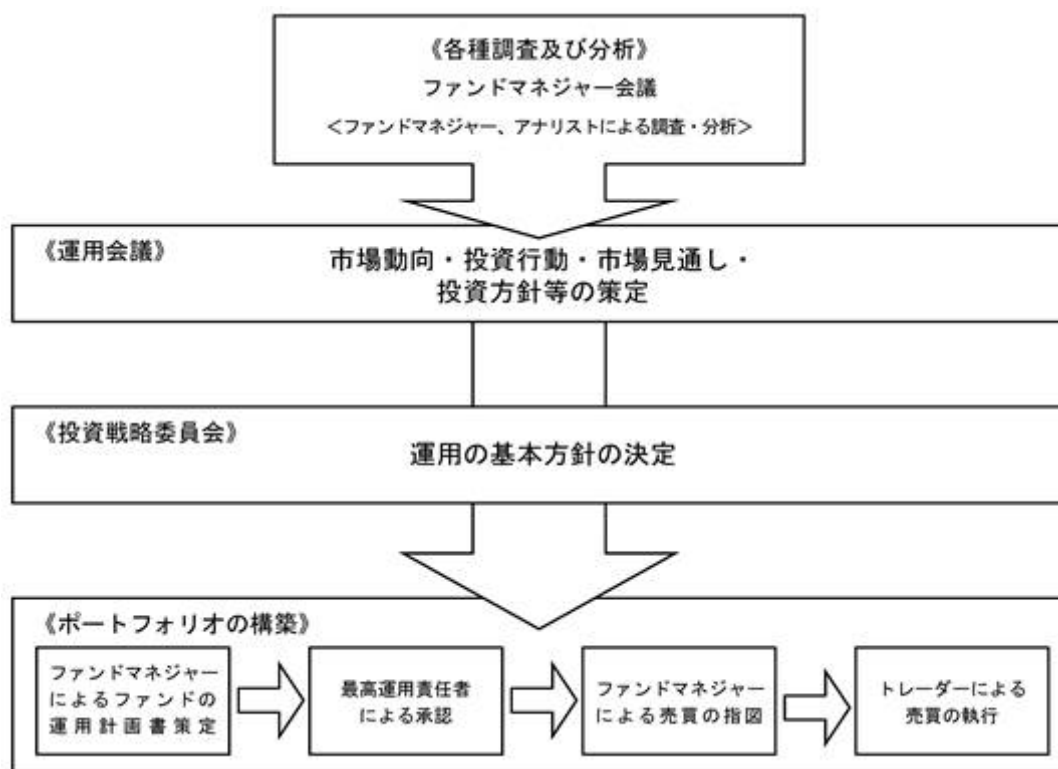 《各種調査及び分析》
ファンドマネジャー会議
＜ファンドマネジャー、アナリストによる調査・分析＞
《運用会議》
市場動向・投資行動・市場見通し・
投資方針等の策定
《投資戦略委員会》
運用の基本方針の決定
《ポートフォリオの構築》
ファンドマネジャー
によるファンドの
運用計画書策定
最高運用責任者
による承認
ファンドマネジャー
による売買の指図
トレーダーによる
売買の執行